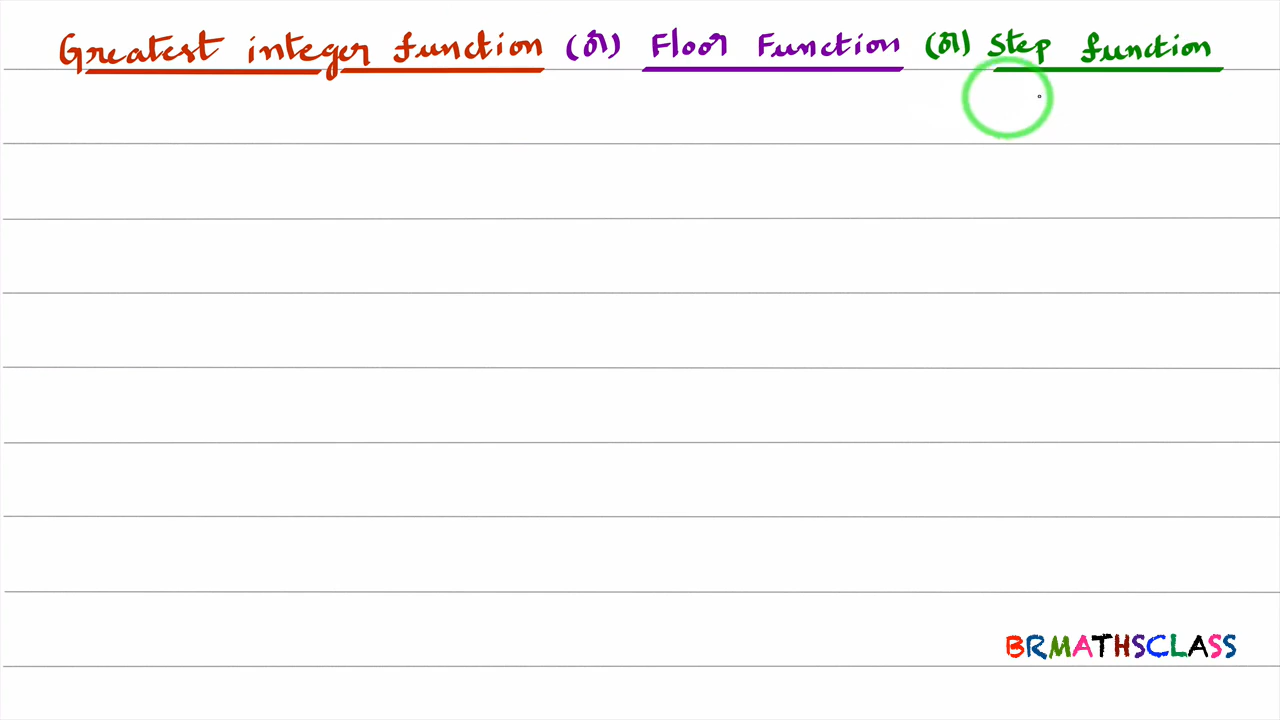 Greatest integer function (or) Floor Function (or) Step function
BRMATHSCLASS